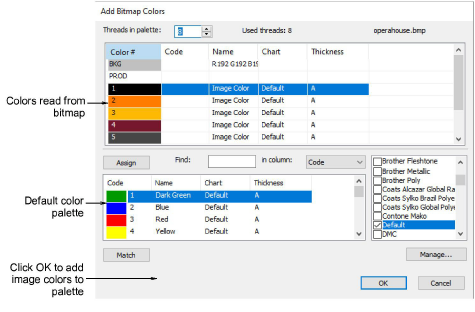 Add Bitmap Colors
Threads in palette: 8 Used threads: 8 operahouse.bmp
Color # Code Name Chart Thickness
BKG R:192 G192 B19
PROD
1 Image Color Default A
2 Image Color Default A
3 Image Color Default A
4 Image Color Default A
5 Image Color Default A
Colors read from
bitmap
Assign Find: in column: Code
Code Name Chart Thickness
1 Dark Green Default A
2 Blue Default A
3 Red Default A
4 Yellow Default A
Default color
palette
Brother Fleshtone
Brother Metallic
Brother Poly
Coats Alcazar Global Ra
Coats Sylko Brazil Polye
Coats Sylko Global Polye
Contone Mako
Default
DMC
Match Manage...
Click OK to add
image colors to
palette
OK Cancel